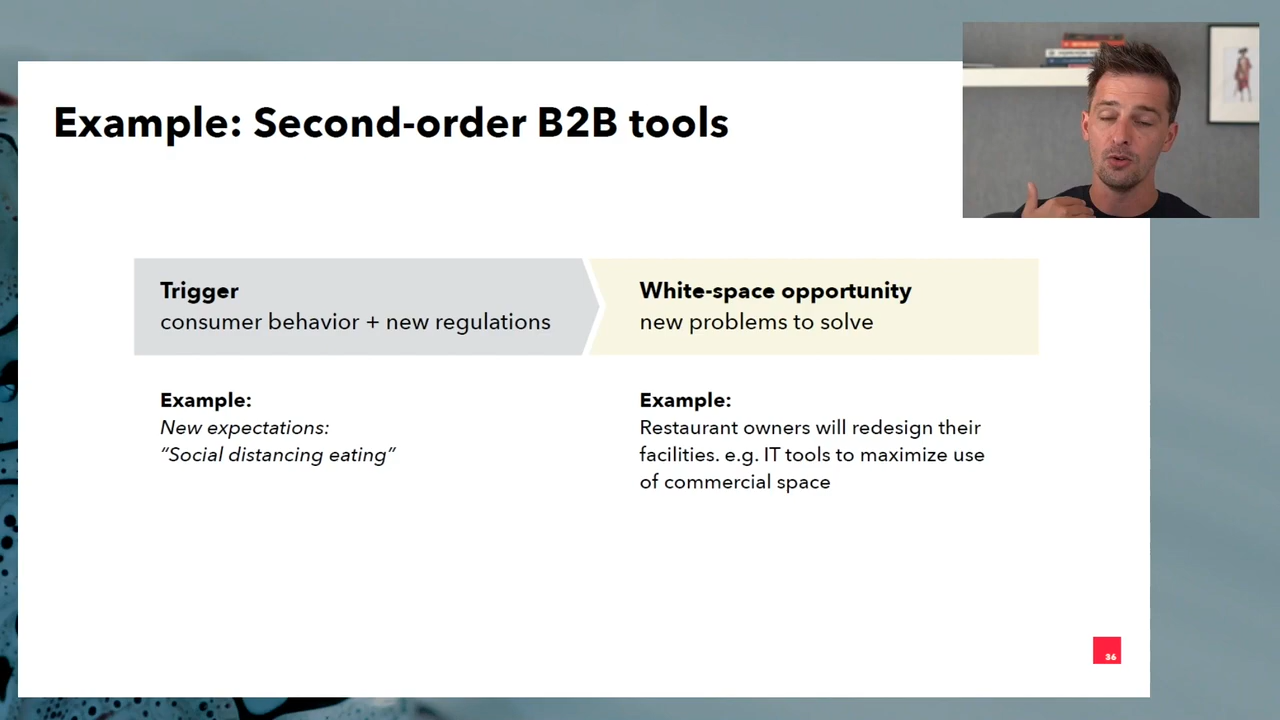 Example: Second-order B2B tools
Trigger
consumer behavior + new regulations
White-space opportunity
new problems to solve
Example:
New expectations:
“Social distancing eating”
Example:
Restaurant owners will redesign their
facilities. e.g. IT tools to maximize use
of commercial space
36